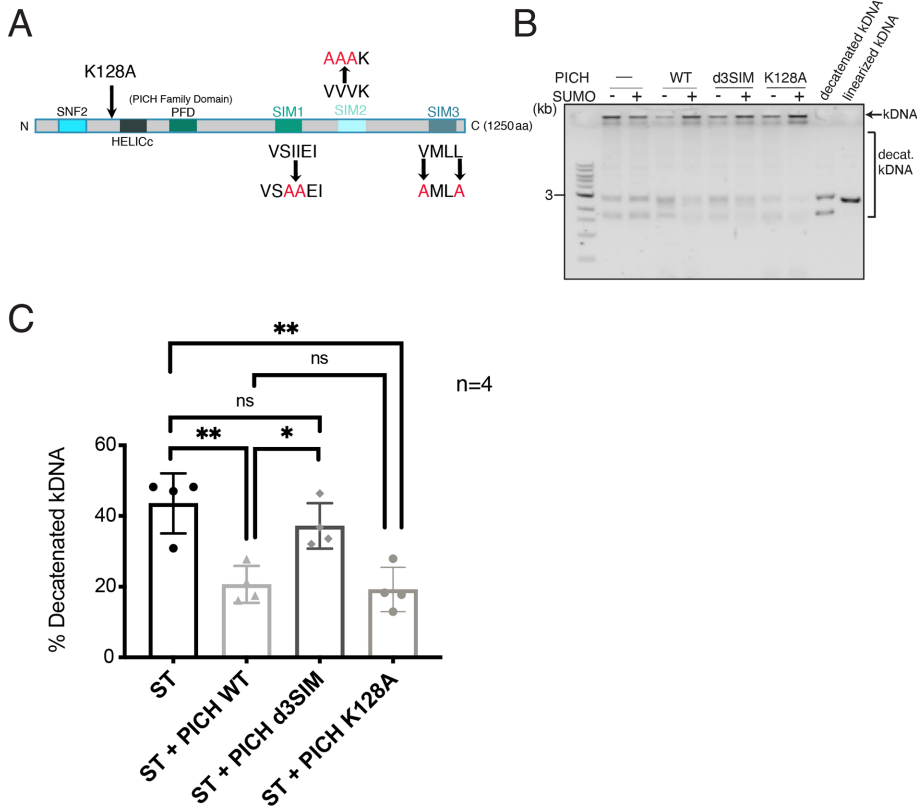 A
K128A
AAAK
VVVK
(PICH Family Domain)
SNF2
PFD
SIM1
SIM2
SIM3
N
C (1250 aa)
HELICc
VSIIEI
VMLL
VSAAEI
AMLA
B
PICH
—
WT
d3SIM
K128A
decatenated kDNA
linearized kDNA
(kb)
SUMO
- + - + - + - +
kDNA
decat.
kDNA
3
C
**
ns
n=4
ns
** *
% Decatenated kDNA
60
40
20
0
ST
ST + PICH WT
ST + PICH d3SIM
ST + PICH K128A